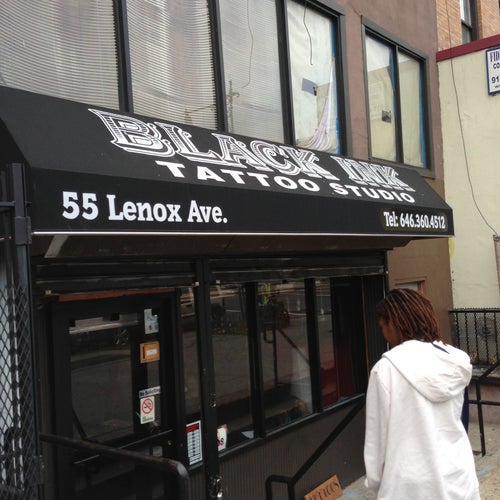 BLACK INK
TATTOO STUDIO
55 Lenox Ave.
Tel: 646.360.4512